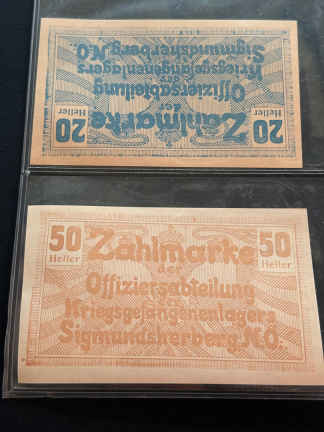 20 Zahlmarke 20
Heller der Heller
Offiziersabteilung
des
Kriegsgefangenenlagers
Sigmundsherberg N.Ö.
50 Zahlmarke 50
Heller der Heller
Offiziersabteilung
des
Kriegsgefangenenlagers
Sigmundsherberg N.Ö.